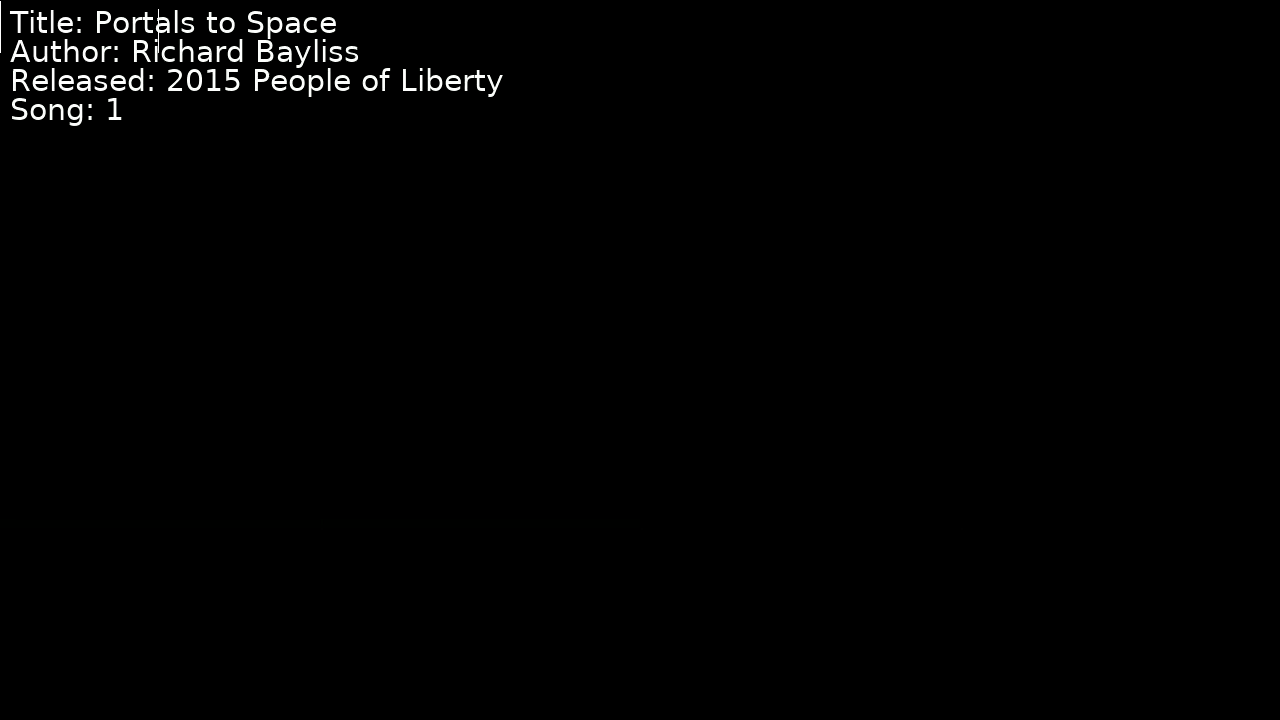 Title: Portals to Space
Author: Richard Bayliss
Released: 2015 People of Liberty
Song: 1